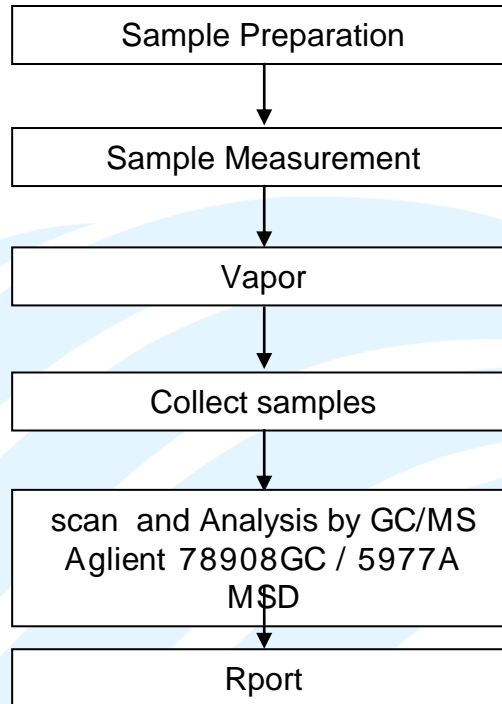 Sample Preparation
Sample Measurement
Vapor
Collect samples
scan and Analysis by GC/MS
Aglient 78908GC / 5977A
MSD
Rport